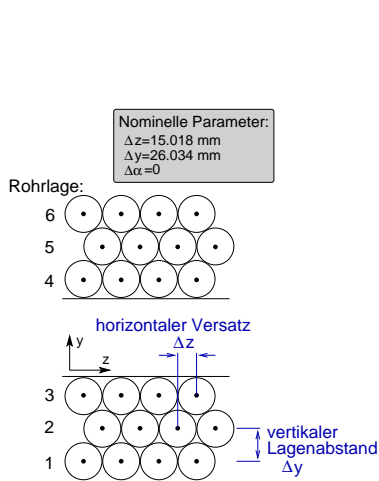 Nominelle Parameter:
Δz=15.018 mm
Δy=26.034 mm
Δα=0
Rohrlage:
6
5
4
horizontaler Versatz
Δz
y
z
3
2
1
vertikaler
Lagenabstand
Δy